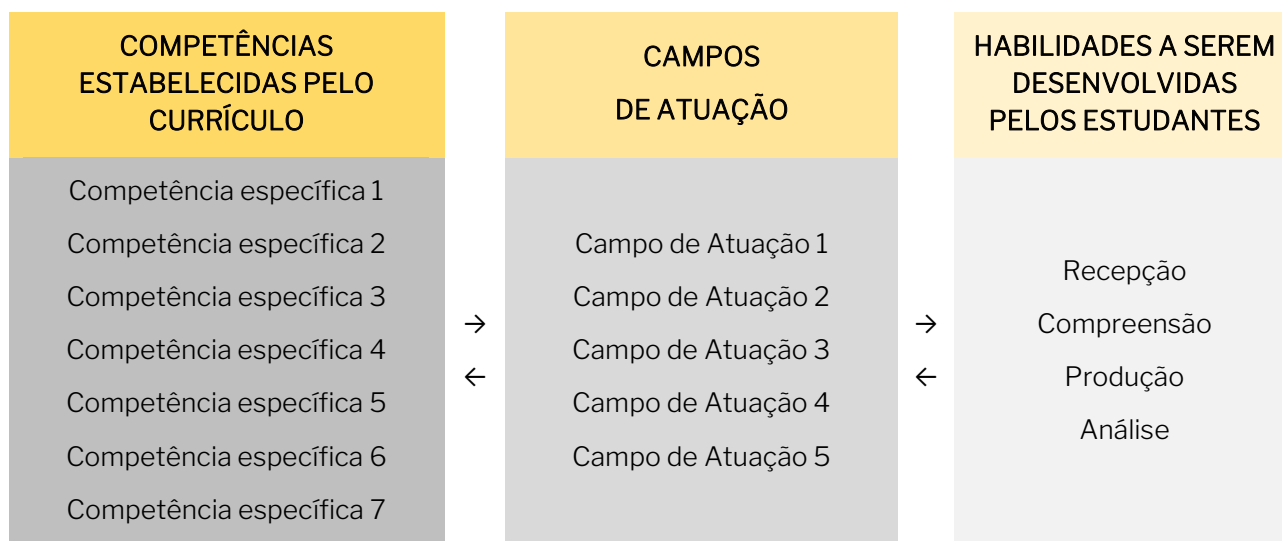 COMPETÊNCIAS
ESTABELECIDAS PELO
CURRÍCULO
Competência específica 1
Competência específica 2
Competência específica 3
Competência específica 4
Competência específica 5
Competência específica 6
Competência específica 7
→
←
CAMPOS
DE ATUAÇÃO
Campo de Atuação 1
Campo de Atuação 2
Campo de Atuação 3
Campo de Atuação 4
Campo de Atuação 5
→
←
HABILIDADES A SEREM
DESENVOLVIDAS
PELOS ESTUDANTES
Recepção
Compreensão
Produção
Análise